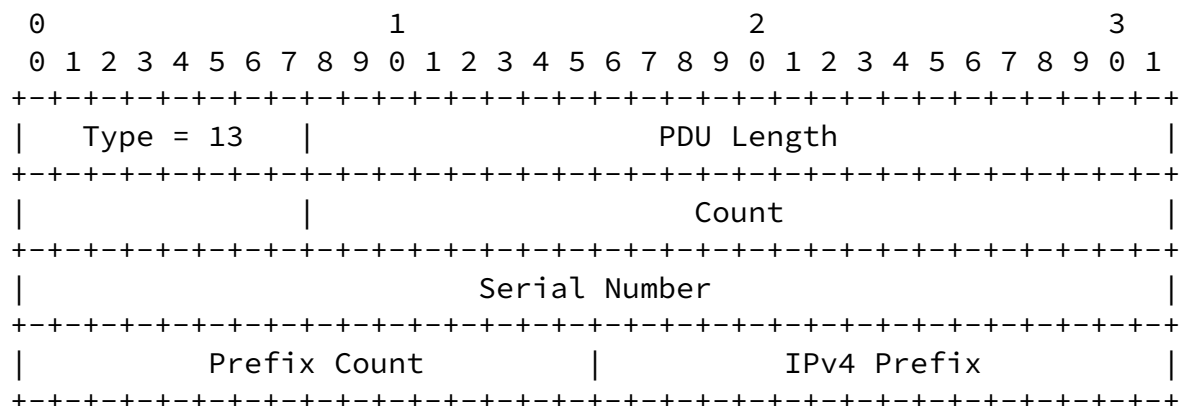 0                   1                   2                   3
 0 1 2 3 4 5 6 7 8 9 0 1 2 3 4 5 6 7 8 9 0 1 2 3 4 5 6 7 8 9 0 1
+-+-+-+-+-+-+-+-+-+-+-+-+-+-+-+-+-+-+-+-+-+-+-+-+-+-+-+-+-+-+-+-+
|   Type = 13   |                   PDU Length                  |
+-+-+-+-+-+-+-+-+-+-+-+-+-+-+-+-+-+-+-+-+-+-+-+-+-+-+-+-+-+-+-+-+
|               |                     Count                     |
+-+-+-+-+-+-+-+-+-+-+-+-+-+-+-+-+-+-+-+-+-+-+-+-+-+-+-+-+-+-+-+-+
|                         Serial Number                         |
+-+-+-+-+-+-+-+-+-+-+-+-+-+-+-+-+-+-+-+-+-+-+-+-+-+-+-+-+-+-+-+-+
|          Prefix Count         |          IPv4 Prefix          |
+-+-+-+-+-+-+-+-+-+-+-+-+-+-+-+-+-+-+-+-+-+-+-+-+-+-+-+-+-+-+-+-+